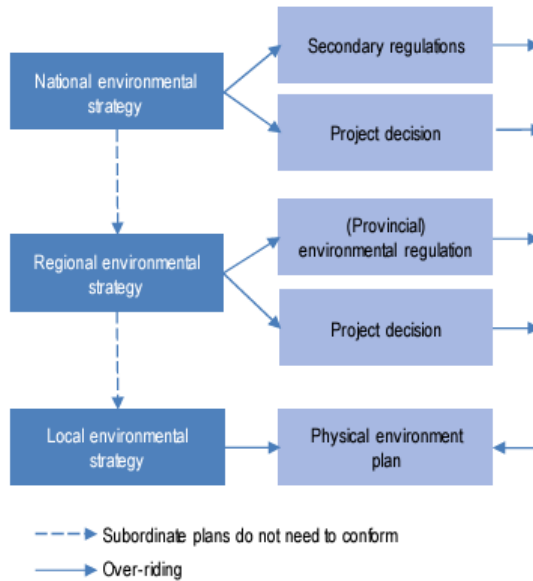 Secondary regulations
National environmental
strategy
Project decision
(Provincial)
environmental regulation
Regional environmental
strategy
Project decision
Local environmental
strategy
Physical environment
plan
Subordinate plans do not need to conform
Over-riding